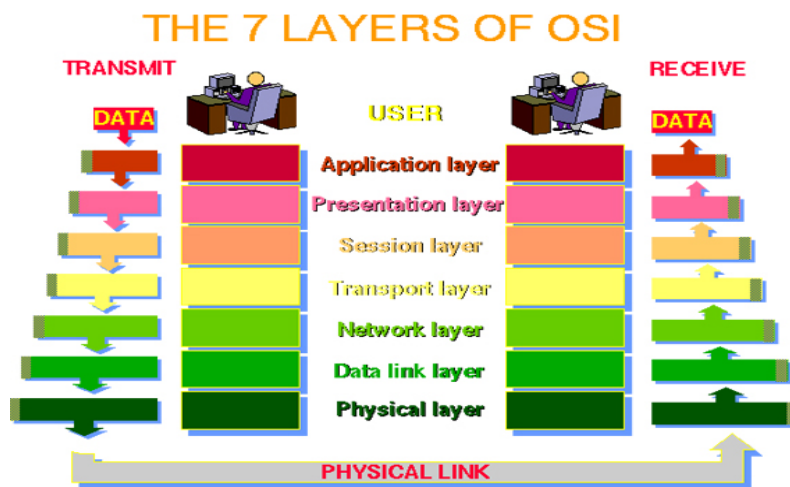 THE 7 LAYERS OF OSI
TRANSMIT
RECEIVE
DATA
USER
DATA
Application layer
Presentation layer
Session layer
Transport layer
Network layer
Data link layer
Physical layer
PHYSICAL LINK